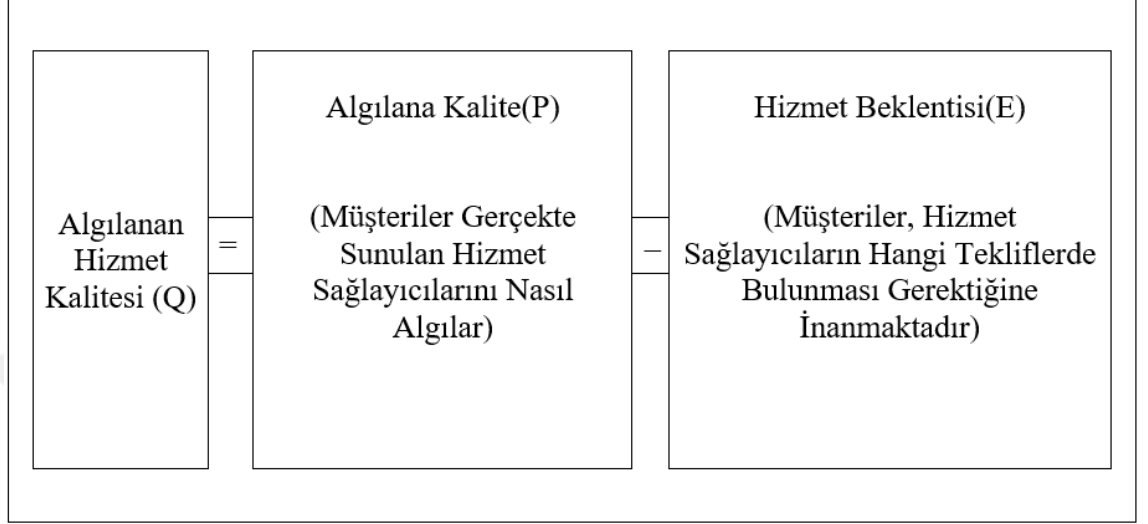 Algılanan
Hizmet
Kalitesi (Q)
=
Algılana Kalite(P)
(Müşteriler Gerçekte
Sunulan Hizmet
Sağlayıcılarını Nasıl
Algılar)
–
Hizmet Beklentisi(E)
(Müşteriler, Hizmet
Sağlayıcıların Hangi Tekliflerde
Bulunması Gerektiğine
İnanmaktadır)